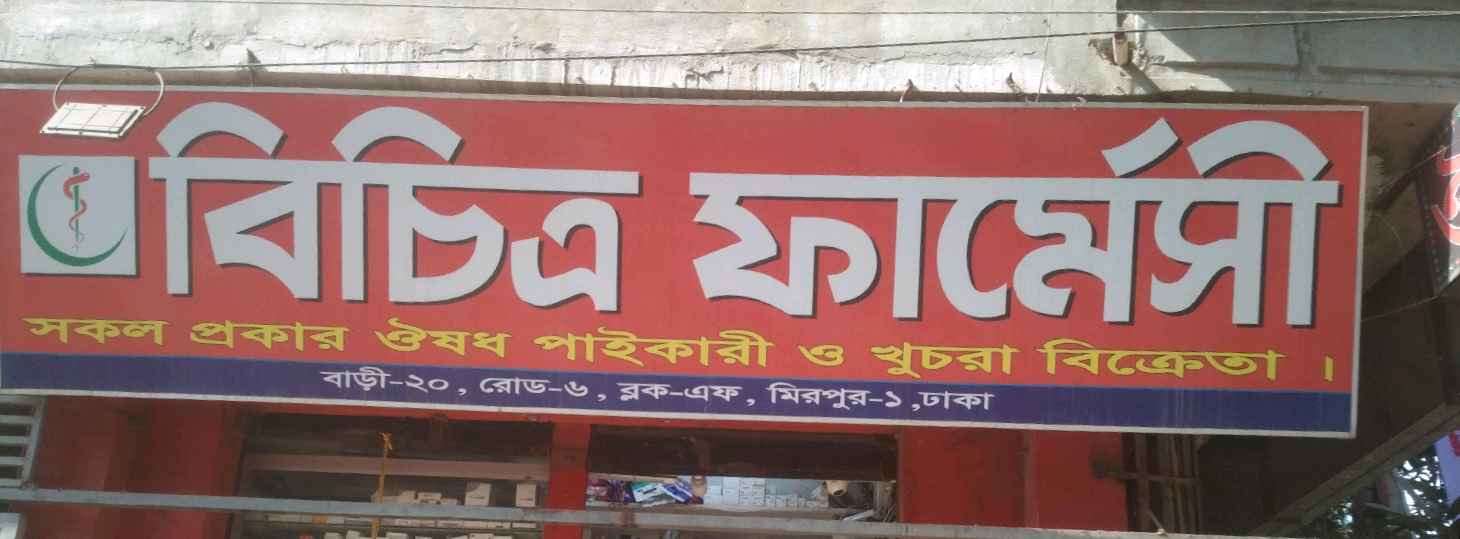 বিচিত্র ফার্মেসী
সকল প্রকার ঔষধ পাইকারী ও খুচরা বিক্রেতা ।
বাড়ী-২০, রোড-৬, ব্লক-এফ, মিরপুর-১,ঢাকা